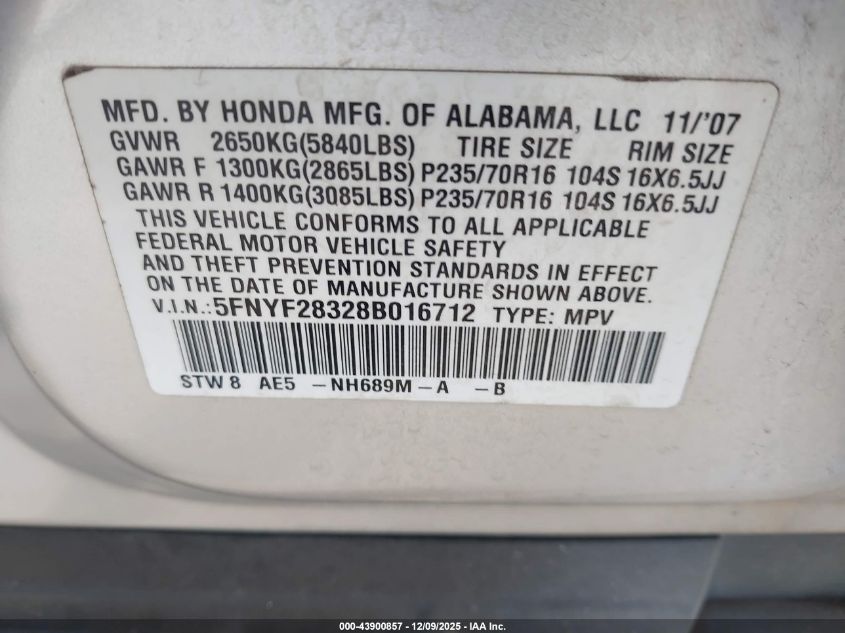 MFD. BY HONDA MFG. OF ALABAMA, LLC 11/'07
GVWR 2650KG(5840LBS) TIRE SIZE RIM SIZE
GAWR F 1300KG(2865LBS) P235/70R16 104S 16X6.5JJ
GAWR R 1400KG(3085LBS) P235/70R16 104S 16X6.5JJ
THIS VEHICLE CONFORMS TO ALL APPLICABLE
FEDERAL MOTOR VEHICLE SAFETY
AND THEFT PREVENTION STANDARDS IN EFFECT
ON THE DATE OF MANUFACTURE SHOWN ABOVE.
V.I.N.:5FNYF28328B016712 TYPE: MPV
STW 8 AE5 -NH689M-A -B
000-43900857 - 12/09/2025 - IAA Inc.